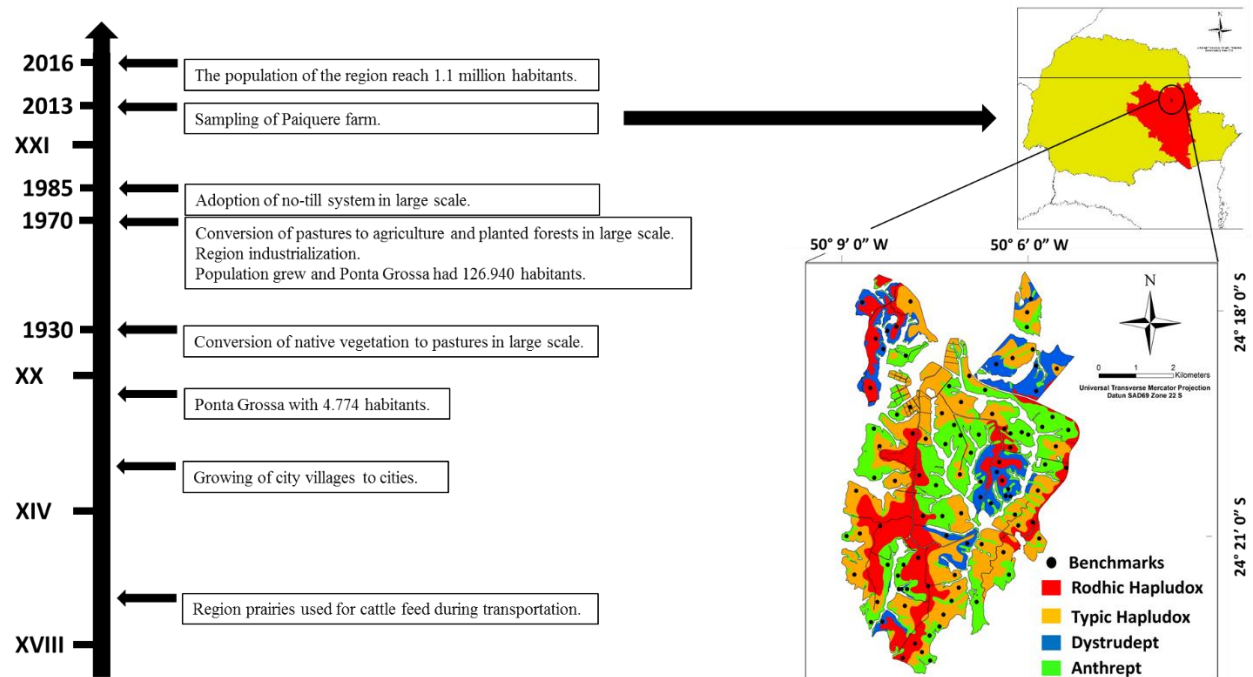 2016
The population of the region reach 1.1 million habitants.
2013
Sampling of Paiquere farm.
XXI
1985
Adoption of no-till system in large scale.
1970
Conversion of pastures to agriculture and planted forests in large scale.
Region industrialization.
Population grew and Ponta Grossa had 126.940 habitants.
1930
Conversion of native vegetation to pastures in large scale.
XX
Ponta Grossa with 4.774 habitants.
Growing of city villages to cities.
XIV
Region prairies used for cattle feed during transportation.
XVIII
N
50° 9' 0" W
50° 6' 0" W
24° 18' 0" S
24° 21' 0" S
N
0 1 2
Kilometers
Universal Transverse Mercator Projection
Datun SAD69 Zone 22 S
Benchmarks
Rodhic Hapludox
Typic Hapludox
Dystrudept
Anthrept